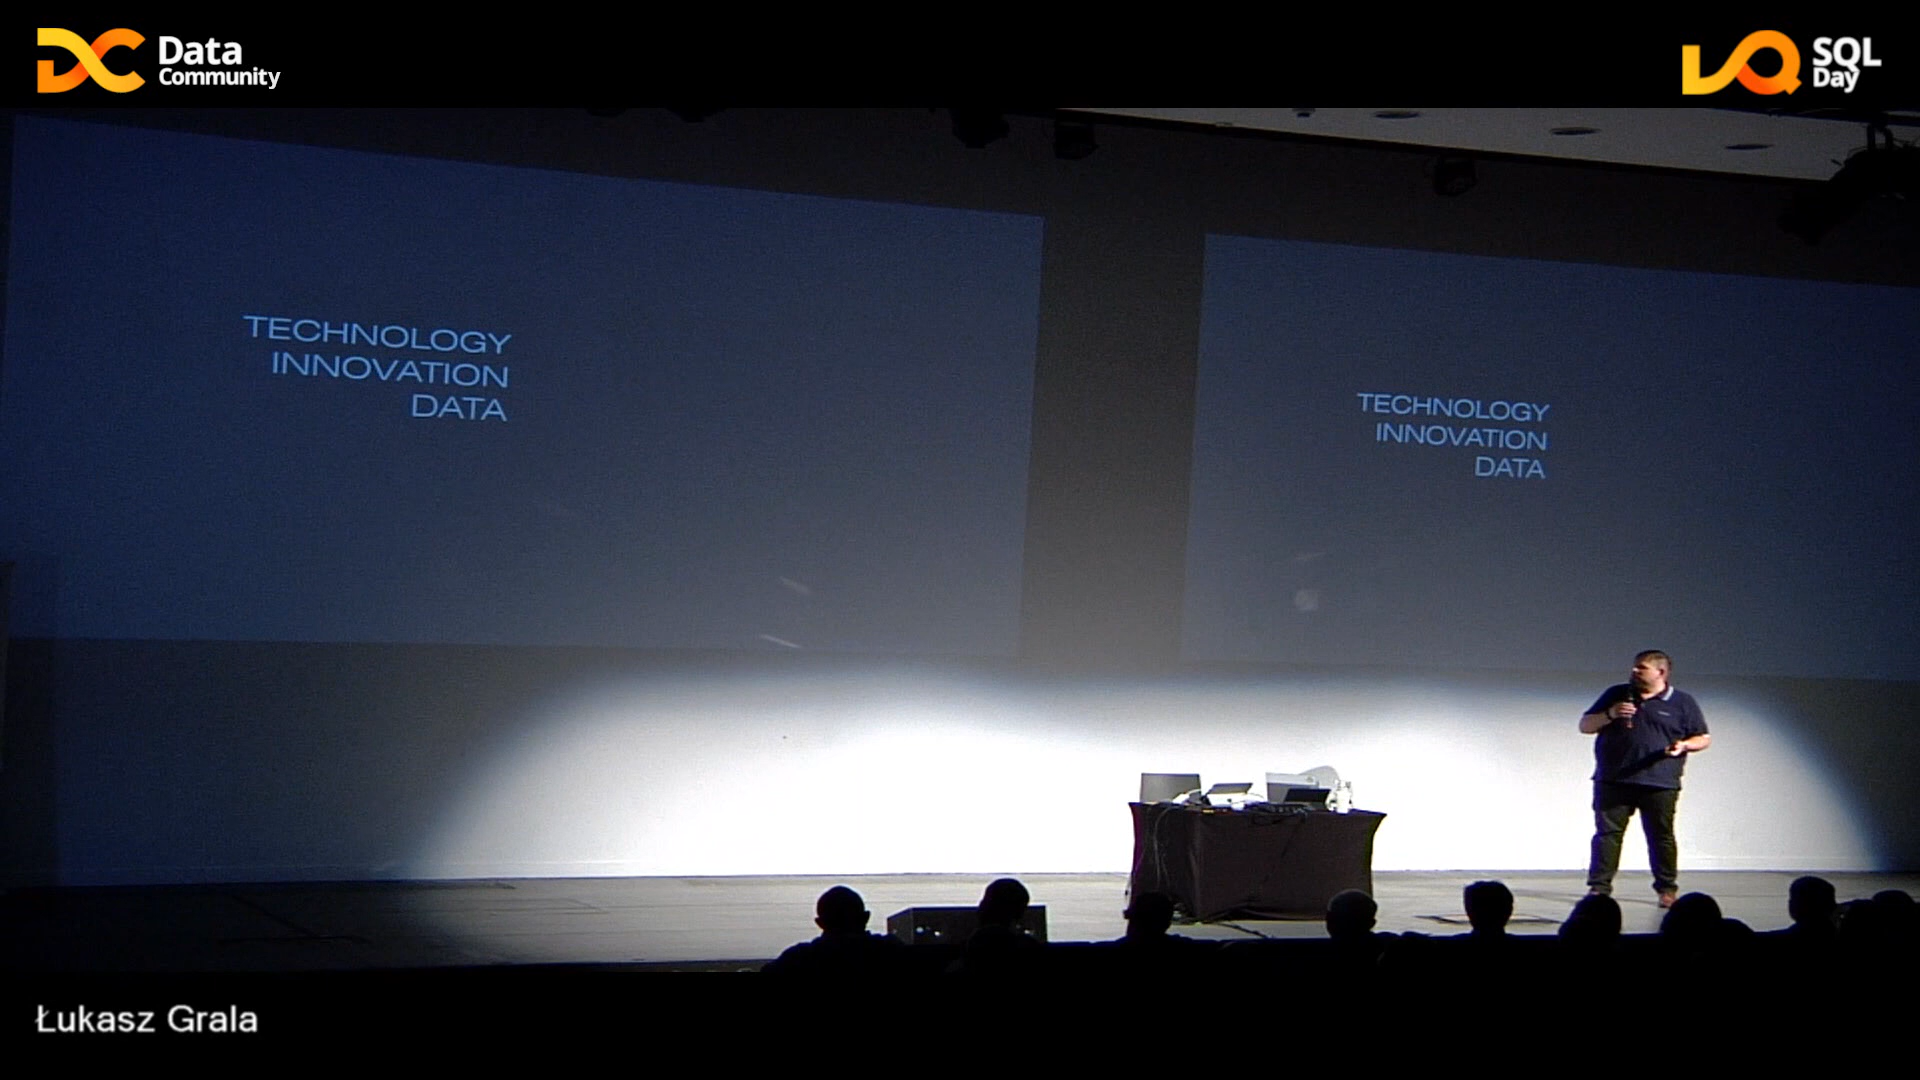 Data
Community
SQL
Day
TECHNOLOGY
INNOVATION
DATA
TECHNOLOGY
INNOVATION
DATA
Łukasz Grala